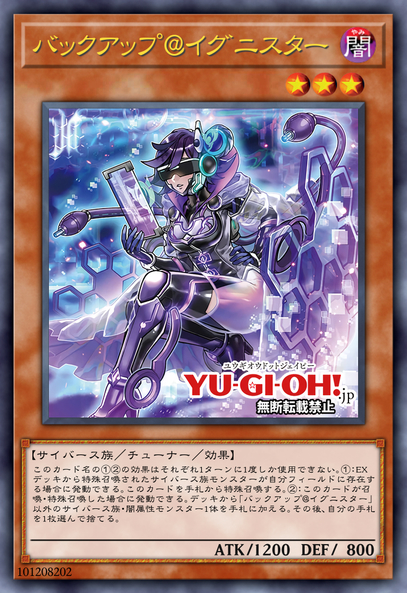 バックアップ@イグニスター
やみ
闇
ユウギオウドットジェイピー
YU-GI-OH!.jp
無断転載禁止
【サイバース族／チューナー／効果】
このカード名の①②の効果はそれぞれ1ターンに1度しか使用できない。①：EX
デッキから特殊召喚されたサイバース族モンスターが自分フィールドに存在す
る場合に発動できる。このカードを手札から特殊召喚する。②：このカードが召
喚・特殊召喚した場合に発動できる。デッキから「バックアップ@イグニスター」
以外のサイバース族・闇属性モンスター1体を手札に加える。その後、自分の手札
を1枚選んで捨てる。
ATK/1200 DEF/ 800
101208202